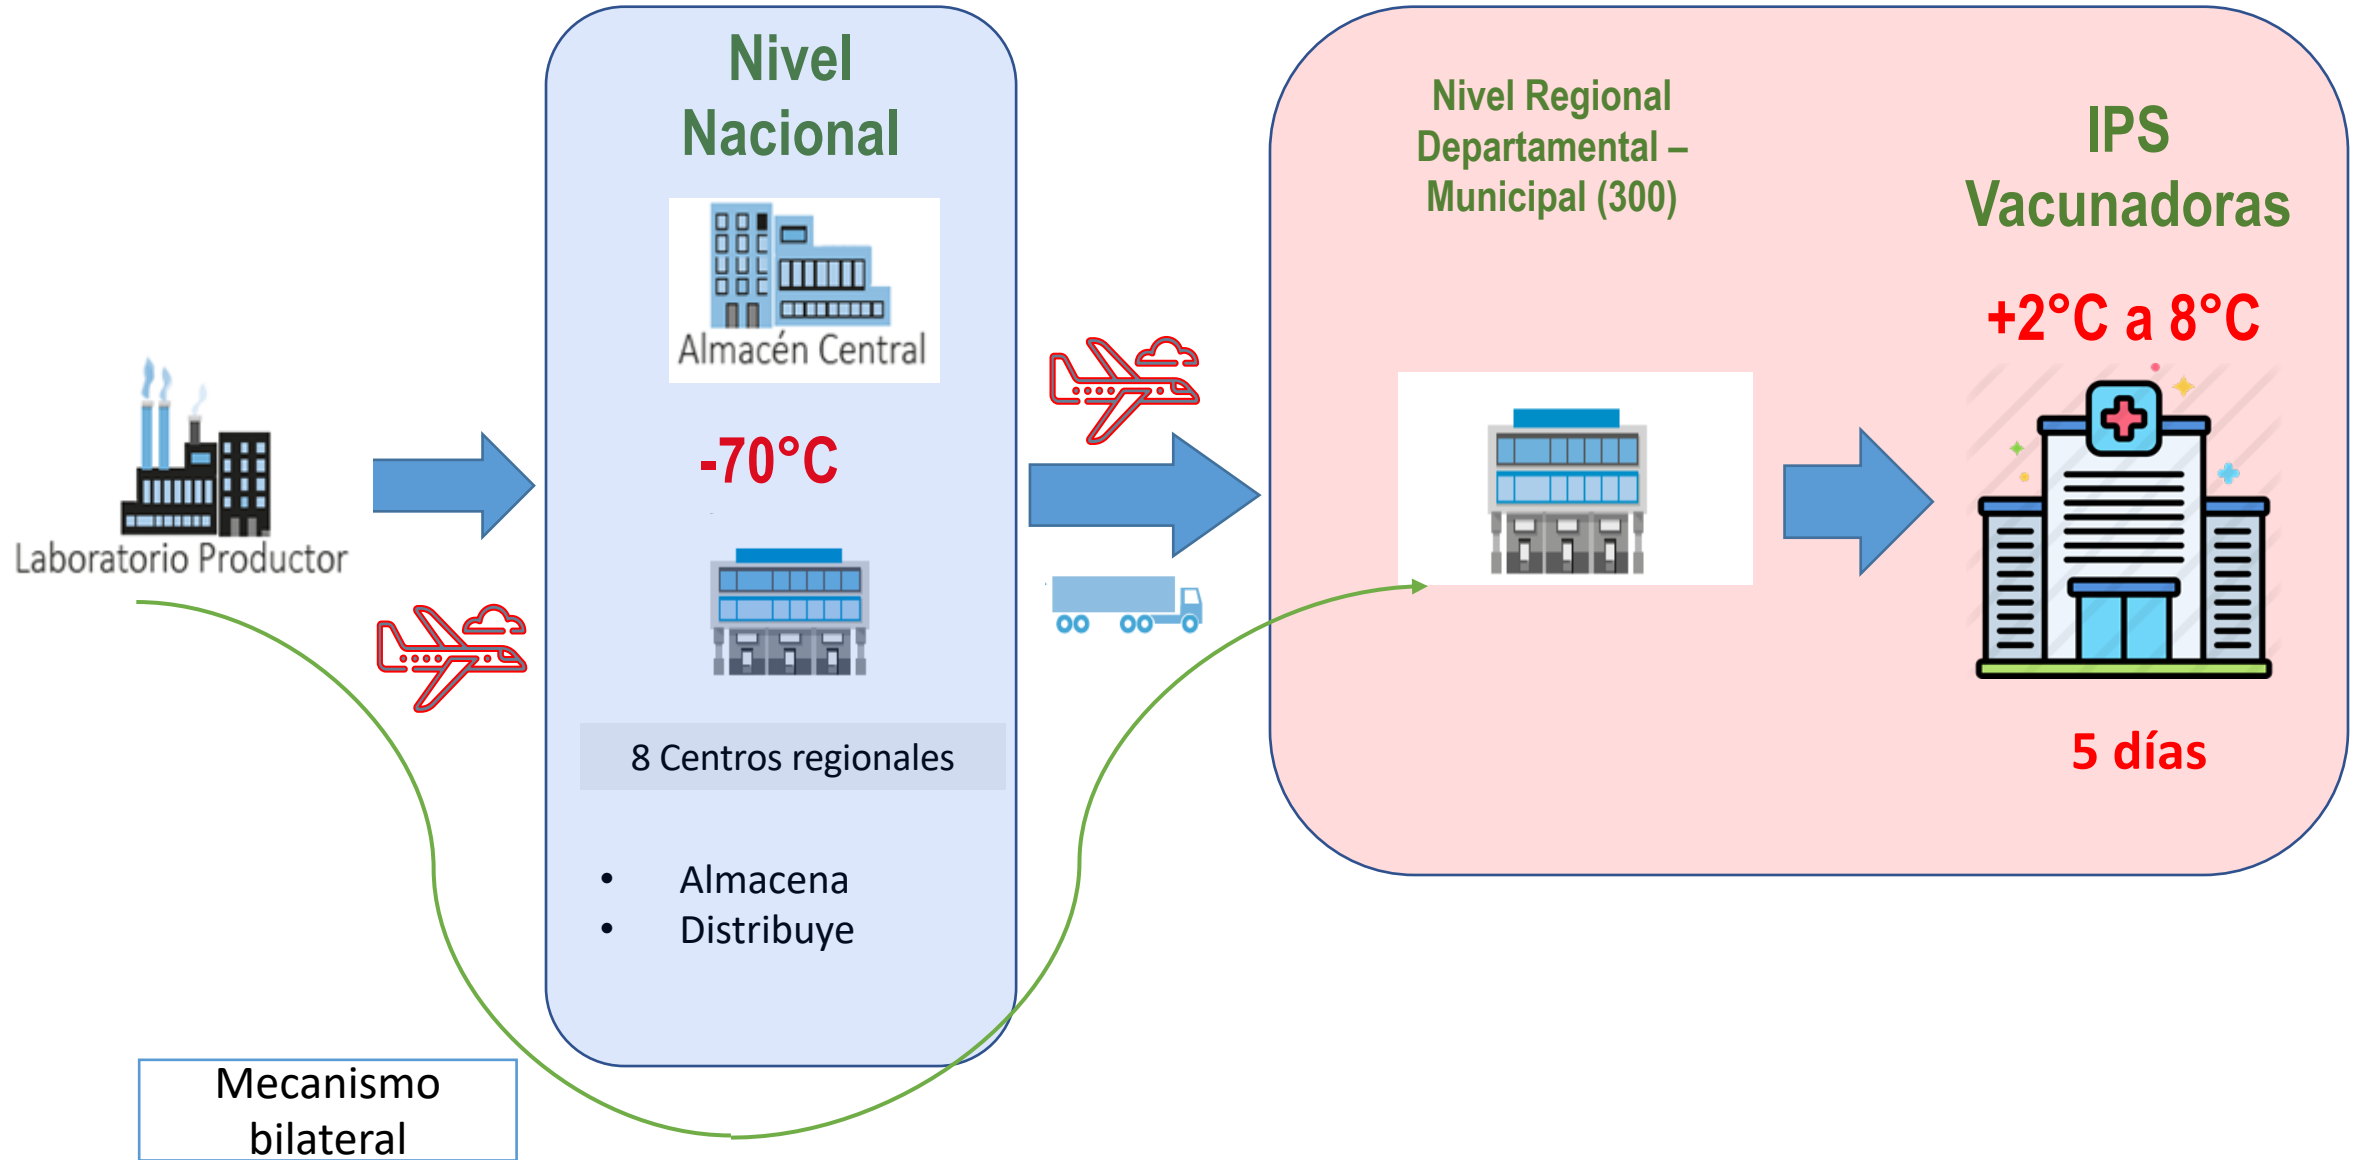 Nivel
Nacional
Almacén Central
-70°C
8 Centros regionales
• Almacena
• Distribuye
Laboratorio Productor
Mecanismo
bilateral
Nivel Regional
Departamental –
Municipal (300)
IPS
Vacunadoras
+2°C a 8°C
5 días